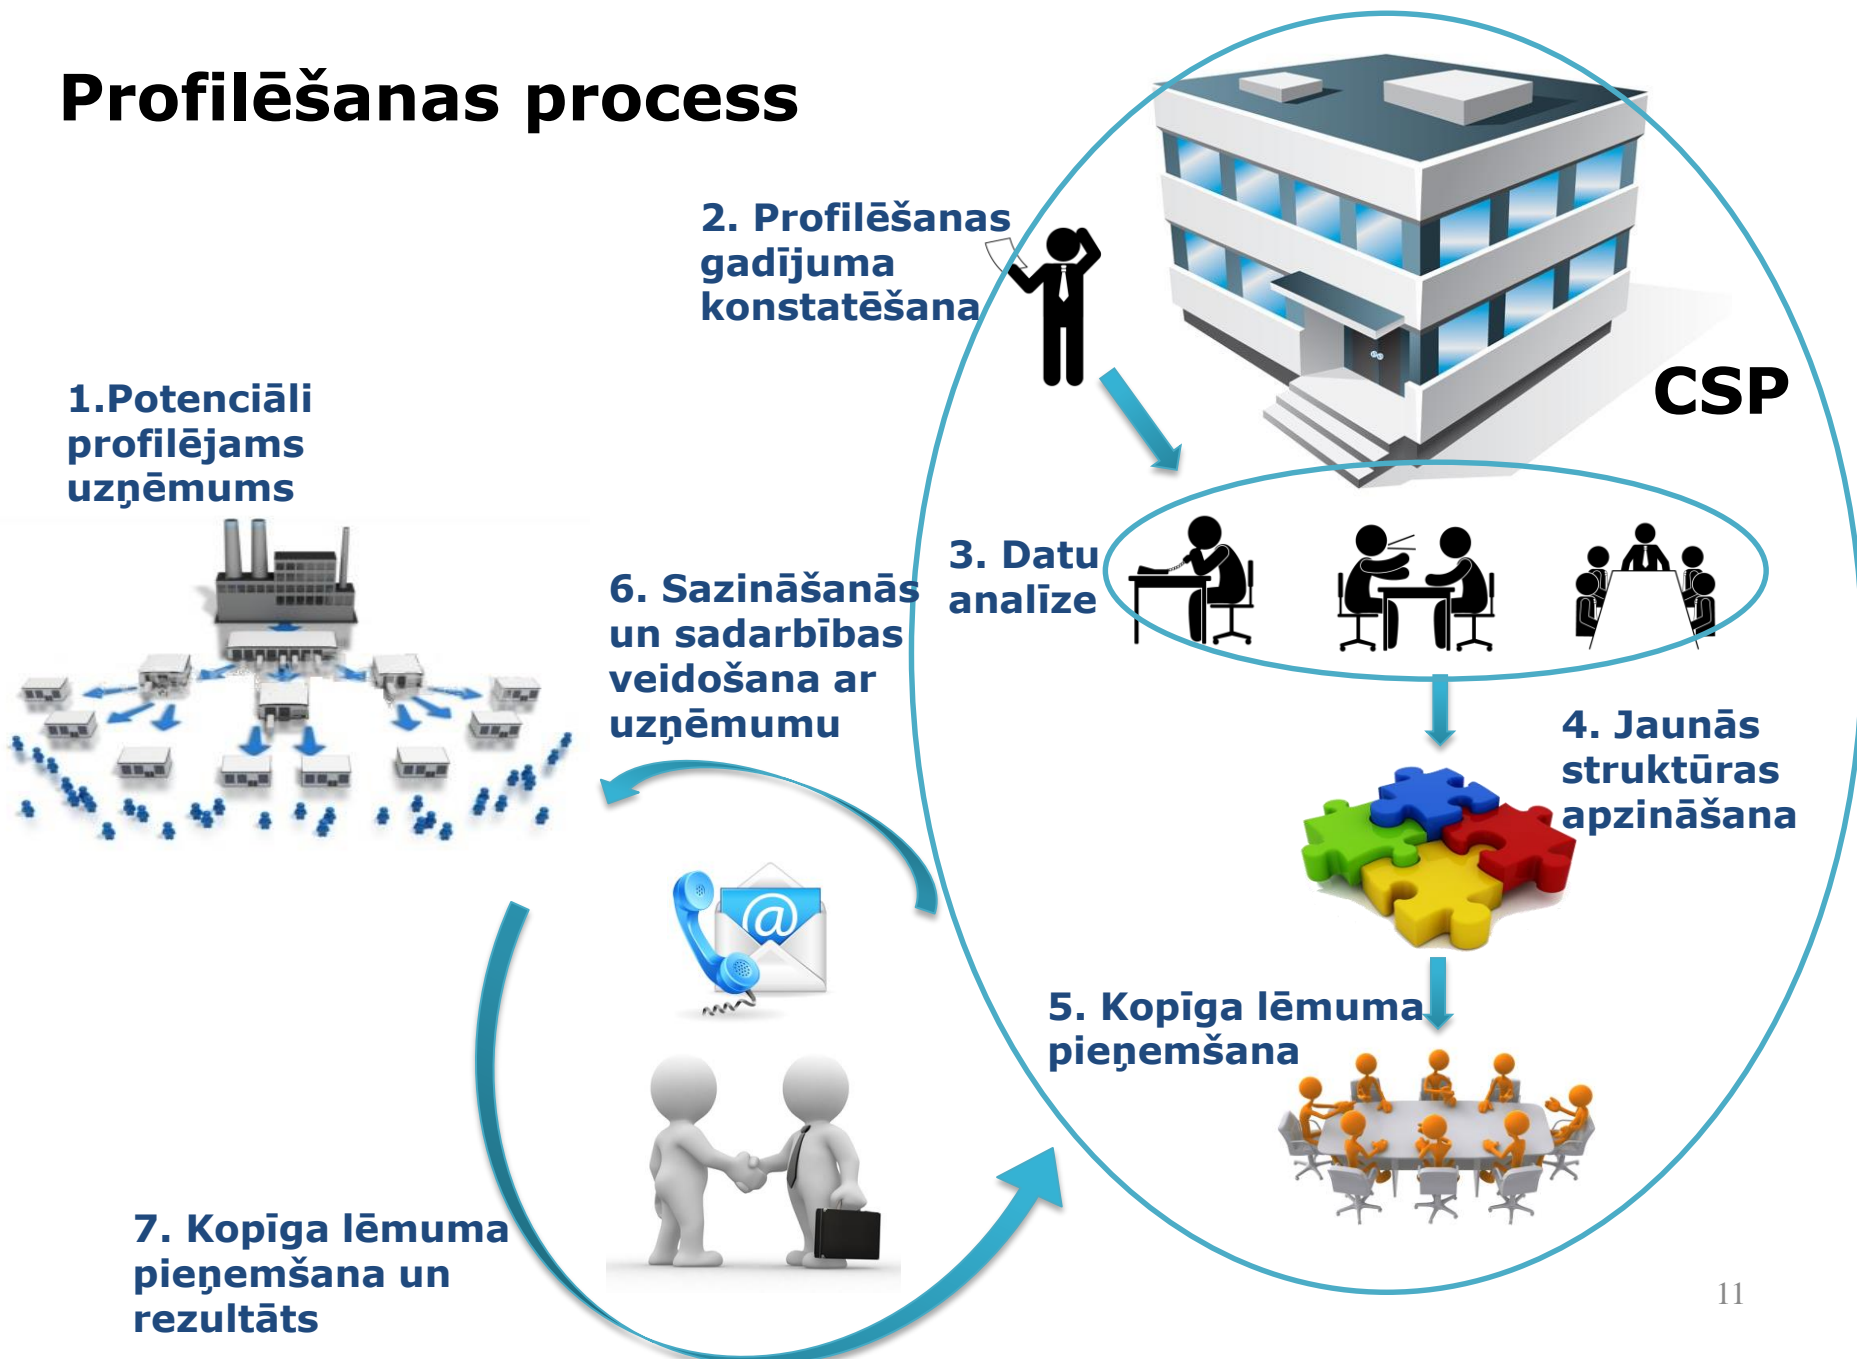 Profilēšanas process
2. Profilēšanas
gadījuma
konstatēšana
CSP
1.Potenciāli
profilējams
uzņēmums
3. Datu
analīze
6. Sazināšanās
un sadarbības
veidošana ar
uzņēmumu
4. Jaunās
struktūras
apzināšana
@
5. Kopīga lēmuma
pieņemšana
7. Kopīga lēmuma
pieņemšana un
rezultāts
11